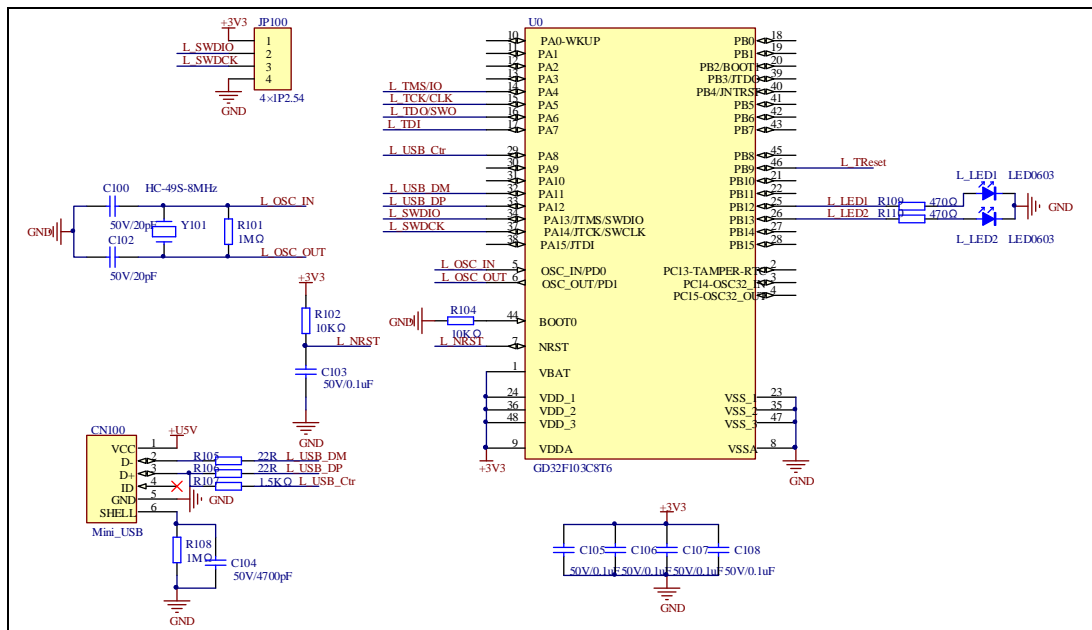 +3V3
JP100
L_SWDIO
L_SWDCK
1
2
3
4
GND
4×1P2.54
U0
10 PA0-WKUP
11 PA1
12 PA2
13 PA3
L_TMS/IO 14 PA4
L_TCK/CLK 15 PA5
L_TDO/SWO 16 PA6
L_TDI 17 PA7
L_USB_Ctr 29 PA8
30 PA9
31 PA10
L_USB_DM 32 PA11
L_USB_DP 33 PA12
L_SWDIO 34 PA13/JTMS/SWDIO
L_SWDCK 37 PA14/JTCK/SWCLK
38 PA15/JTDI
L_OSC_IN 5 OSC_IN/PD0
L_OSC_OUT 6 OSC_OUT/PD1
GND R104 10KΩ 44 BOOT0
L_NRST 7 NRST
1 VBAT
24 VDD_1
36 VDD_2
48 VDD_3
9 VDDA
+3V3
GD32F103C8T6
PB0 18
PB1 19
PB2/BOOT1 20
PB3/JTDO 39
PB4/JNTRST 40
PB5 41
PB6 42
PB7 43
PB8 45
PB9 46 L_TReset
PB10 21
PB11 22
PB12 25 L_LED1 R109 470Ω
PB13 26 L_LED2 R110 470Ω
PB14 27
PB15 28
L_LED1 LED0603
GND
L_LED2 LED0603
PC13-TAMPER-RTC 2
PC14-OSC32_IN 3
PC15-OSC32_OUT 4
VSS_1 23
VSS_2 35
VSS_3 47
VSSA 8
GND
C100 HC-49S-8MHz
L_OSC_IN
50V/20pF
Y101
R101
1MΩ
GND
C102
L_OSC_OUT
50V/20pF
+3V3
R102
10KΩ
L_NRST
C103
50V/0.1uF
GND
CN100
+U5V
VCC 1
D- 2 R105 22R L_USB_DM
D+ 3 R106 22R L_USB_DP
ID 4 R107 1.5KΩ L_USB_Ctr
GND 5 GND
SHELL 6
Mini_USB
R108
1MΩ
C104
50V/4700pF
GND
+3V3
C105 C106 C107 C108
50V/0.1uF 50V/0.1uF 50V/0.1uF 50V/0.1uF
GND